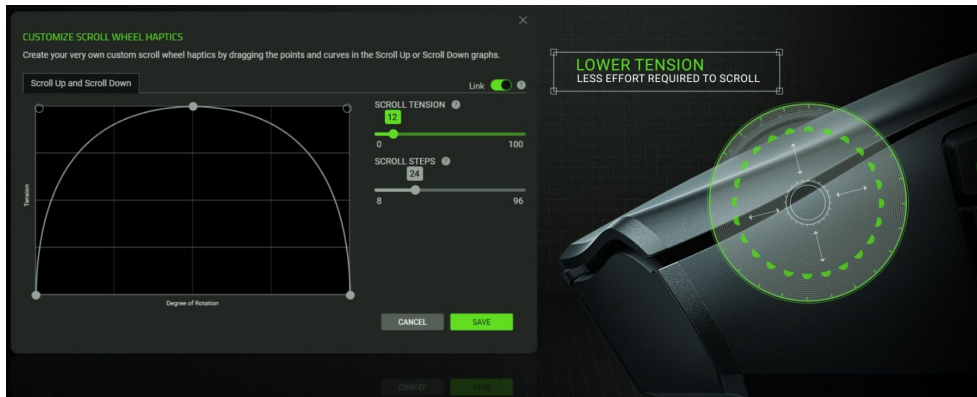 CUSTOMIZE SCROLL WHEEL HAPTICS
Create your very own custom scroll wheel haptics by dragging the points and curves in the Scroll Up or Scroll Down graphs.
Scroll Up and Scroll Down
Link ?
SCROLL TENSION ?
12
0 100
SCROLL STEPS ?
24
8 96
Tension
Degree of Rotation
CANCEL SAVE
LOWER TENSION
LESS EFFORT REQUIRED TO SCROLL